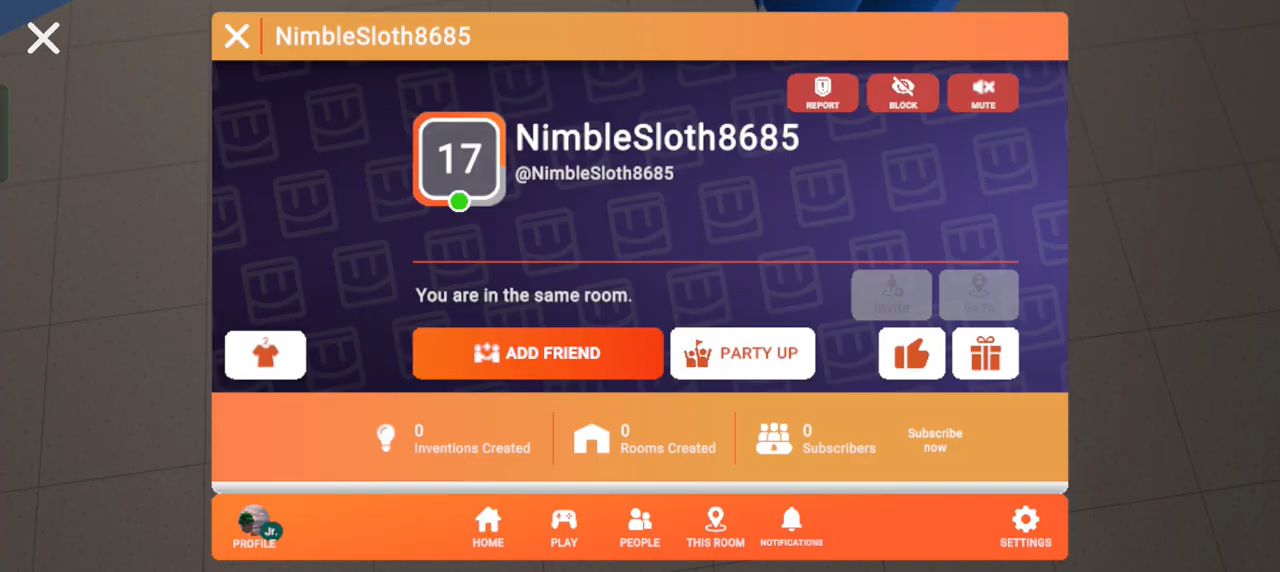 NimbleSloth8685
REPORT
BLOCK
MUTE
17
NimbleSloth8685
@NimbleSloth8685
You are in the same room.
Invite
Go To
ADD FRIEND
PARTY UP
0
Inventions Created
0
Rooms Created
0
Subscribers
Subscribe
now
Jr.
PROFILE
HOME
PLAY
PEOPLE
THIS ROOM
NOTIFICATIONS
SETTINGS